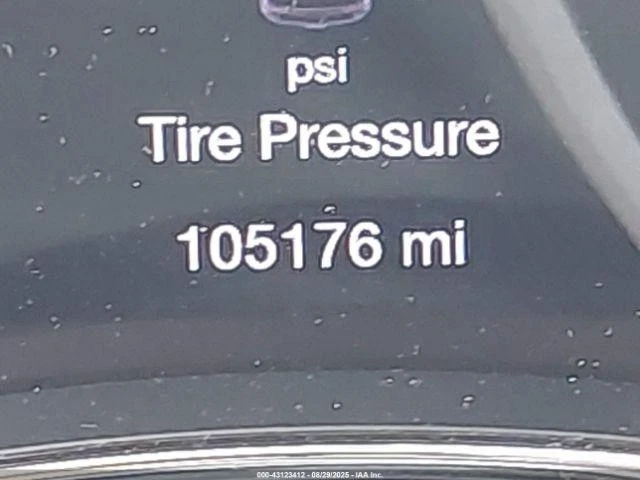 psi
Tire Pressure
105176 mi
000-43123412 - 08/29/2025 - IAA Inc.